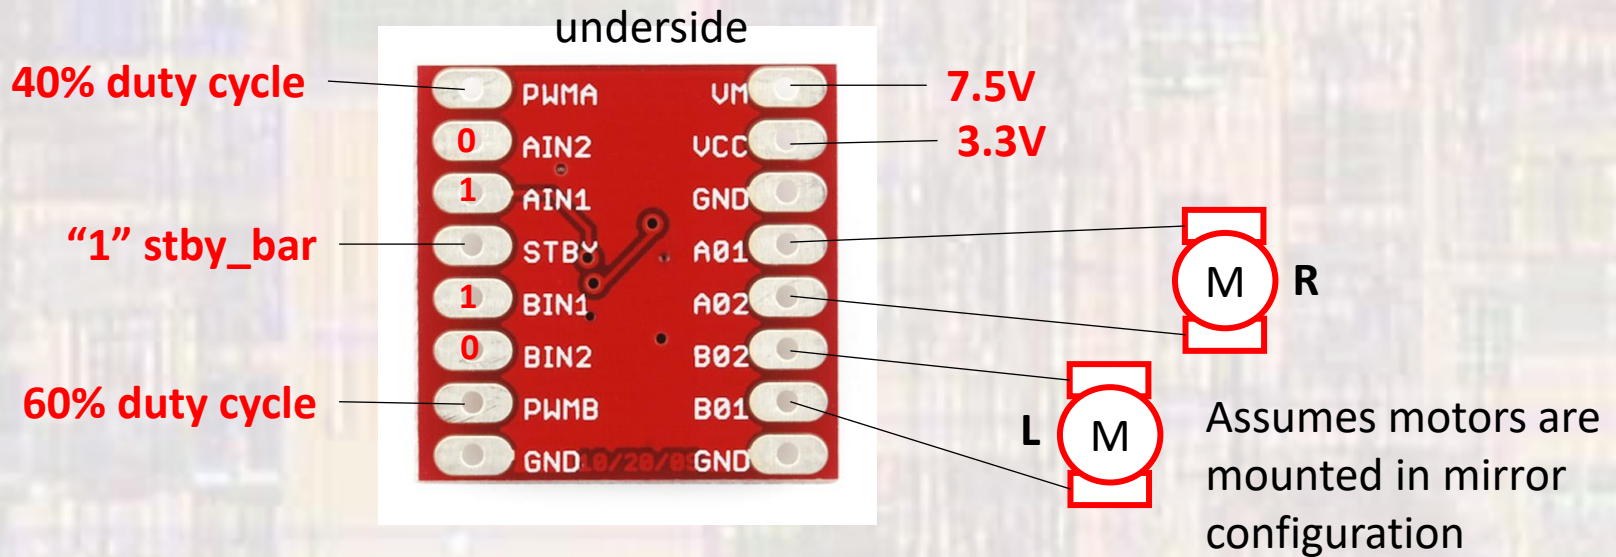 underside
40% duty cycle
PWMA
VM
7.5V
0
AIN2
VCC
3.3V
1
AIN1
GND
"1" stby_bar
STBY
A01
M
R
1
BIN1
A02
0
BIN2
B02
60% duty cycle
PWMB
B01
L
M
Assumes motors are
mounted in mirror
configuration
GND
GND